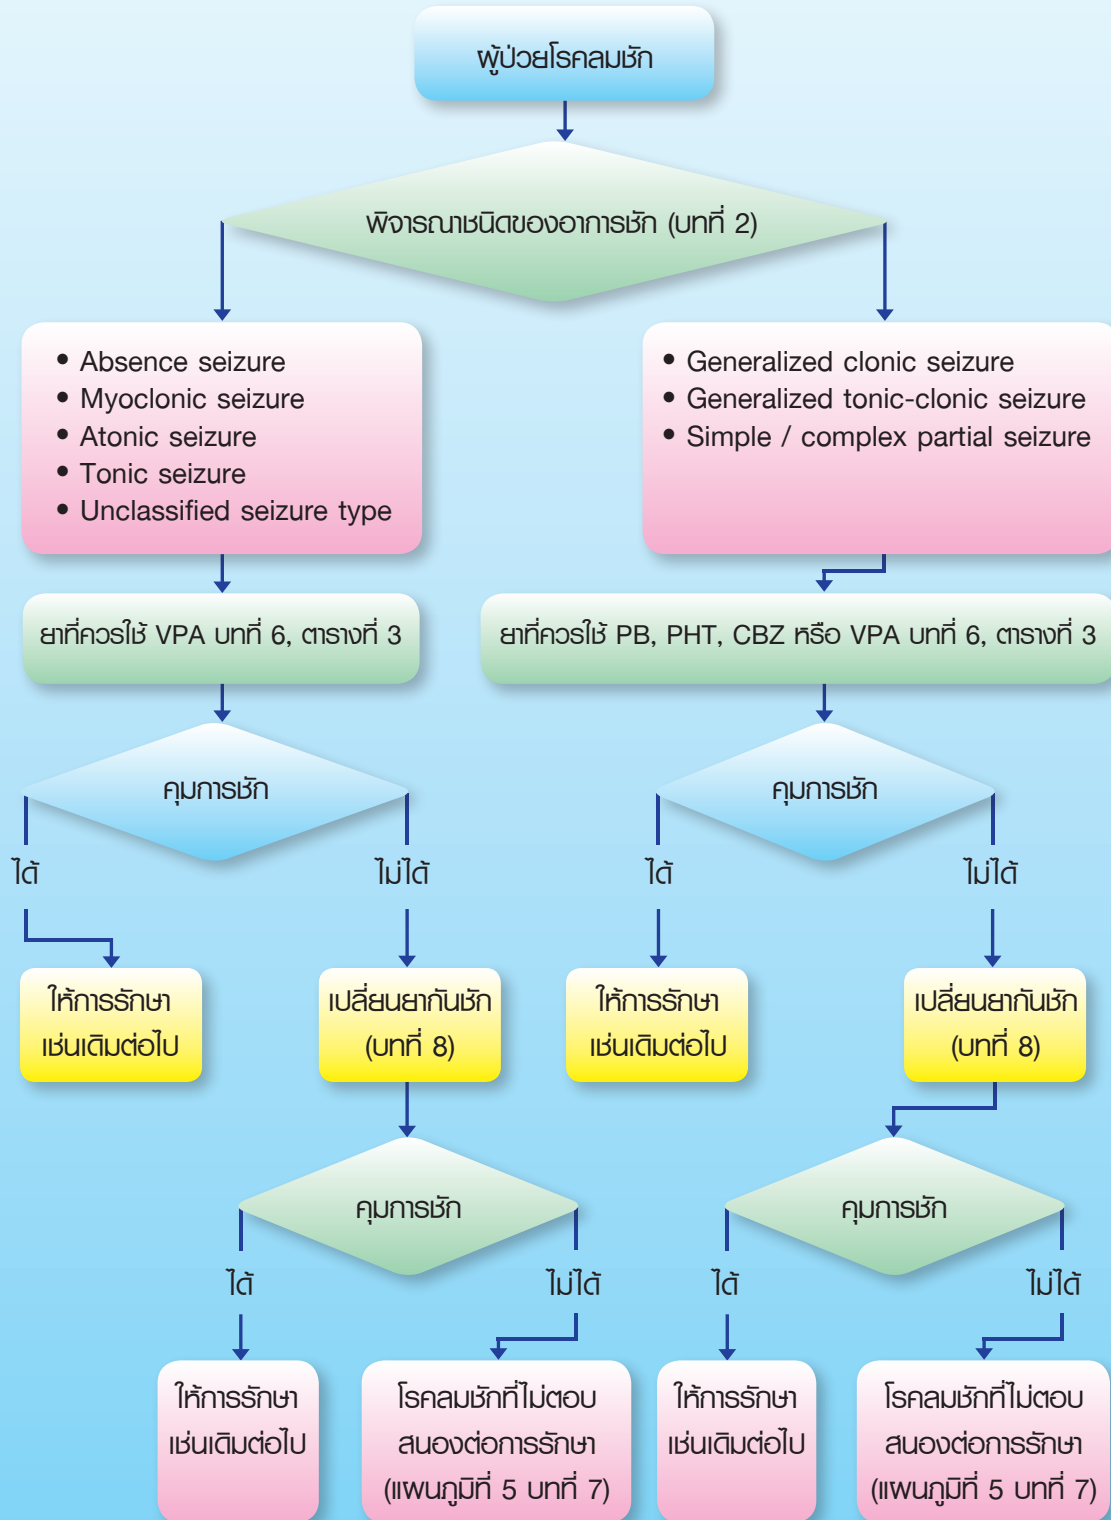 ผู้ป่วยโรคลมชัก
พิจารณาชนิดของอาการชัก (บทที่ 2)
• Absence seizure
• Myoclonic seizure
• Atonic seizure
• Tonic seizure
• Unclassified seizure type
• Generalized clonic seizure
• Generalized tonic-clonic seizure
• Simple / complex partial seizure
ยาที่ควรใช้ VPA บทที่ 6, ตารางที่ 3
ยาที่ควรใช้ PB, PHT, CBZ หรือ VPA บทที่ 6, ตารางที่ 3
คุมการชัก
คุมการชัก
ได้
ไม่ได้
ได้
ไม่ได้
ให้การรักษา
เช่นเดิมต่อไป
เปลี่ยนยากันชัก
(บทที่ 8)
ให้การรักษา
เช่นเดิมต่อไป
เปลี่ยนยากันชัก
(บทที่ 8)
คุมการชัก
คุมการชัก
ได้
ไม่ได้
ได้
ไม่ได้
ให้การรักษา
เช่นเดิมต่อไป
โรคลมชักที่ไม่ตอบ
สนองต่อการรักษา
(แผนภูมิที่ 5 บทที่ 7)
ให้การรักษา
เช่นเดิมต่อไป
โรคลมชักที่ไม่ตอบ
สนองต่อการรักษา
(แผนภูมิที่ 5 บทที่ 7)